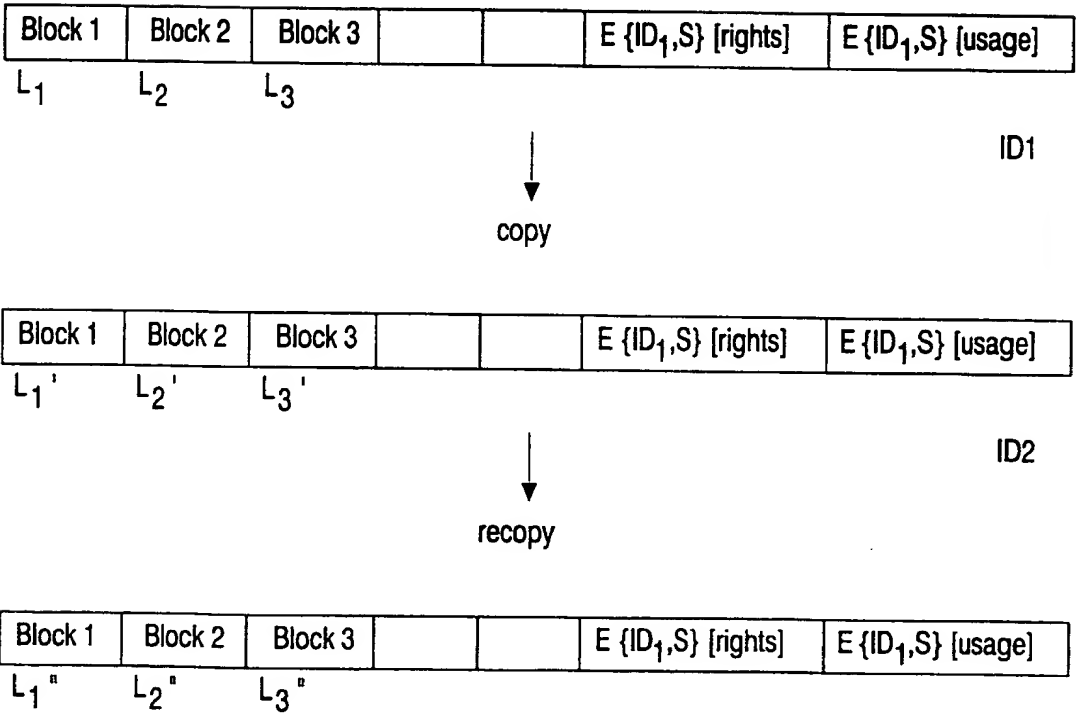 Block 1 Block 2 Block 3 E {ID₁,S} [rights] E {ID₁,S} [usage]
L₁ L₂ L₃
ID1
copy
Block 1 Block 2 Block 3 E {ID₁,S} [rights] E {ID₁,S} [usage]
L₁' L₂' L₃'
ID2
recopy
Block 1 Block 2 Block 3 E {ID₁,S} [rights] E {ID₁,S} [usage]
L₁" L₂" L₃"